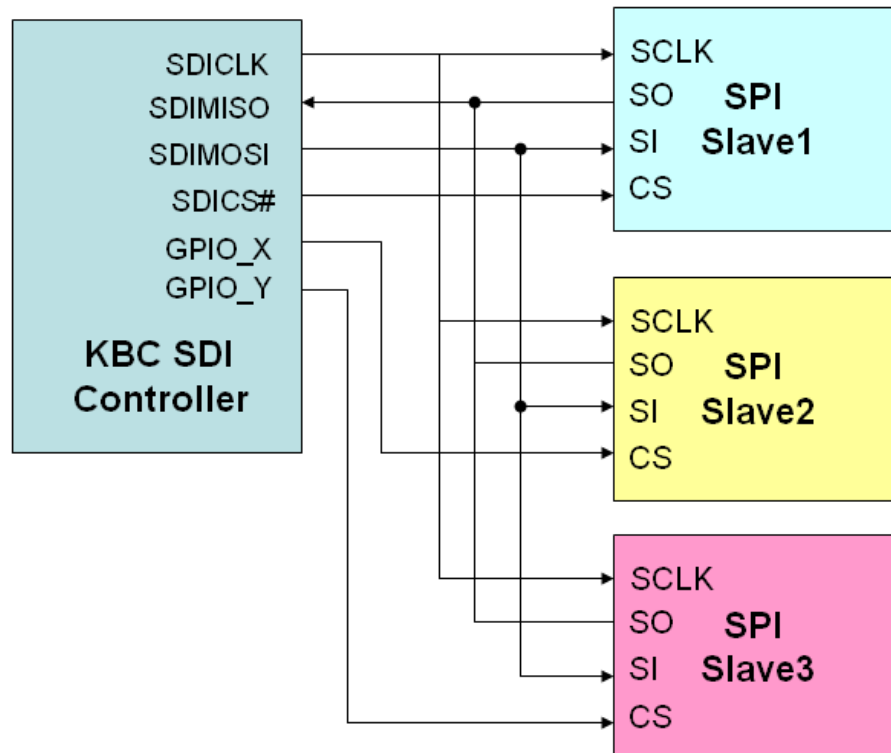 SDICLK
SDIMISO
SDIMOSI
SDICS#
GPIO_X
GPIO_Y
KBC SDI
Controller
SCLK
SO SPI
SI Slave1
CS
SCLK
SO SPI
SI Slave2
CS
SCLK
SO SPI
SI Slave3
CS